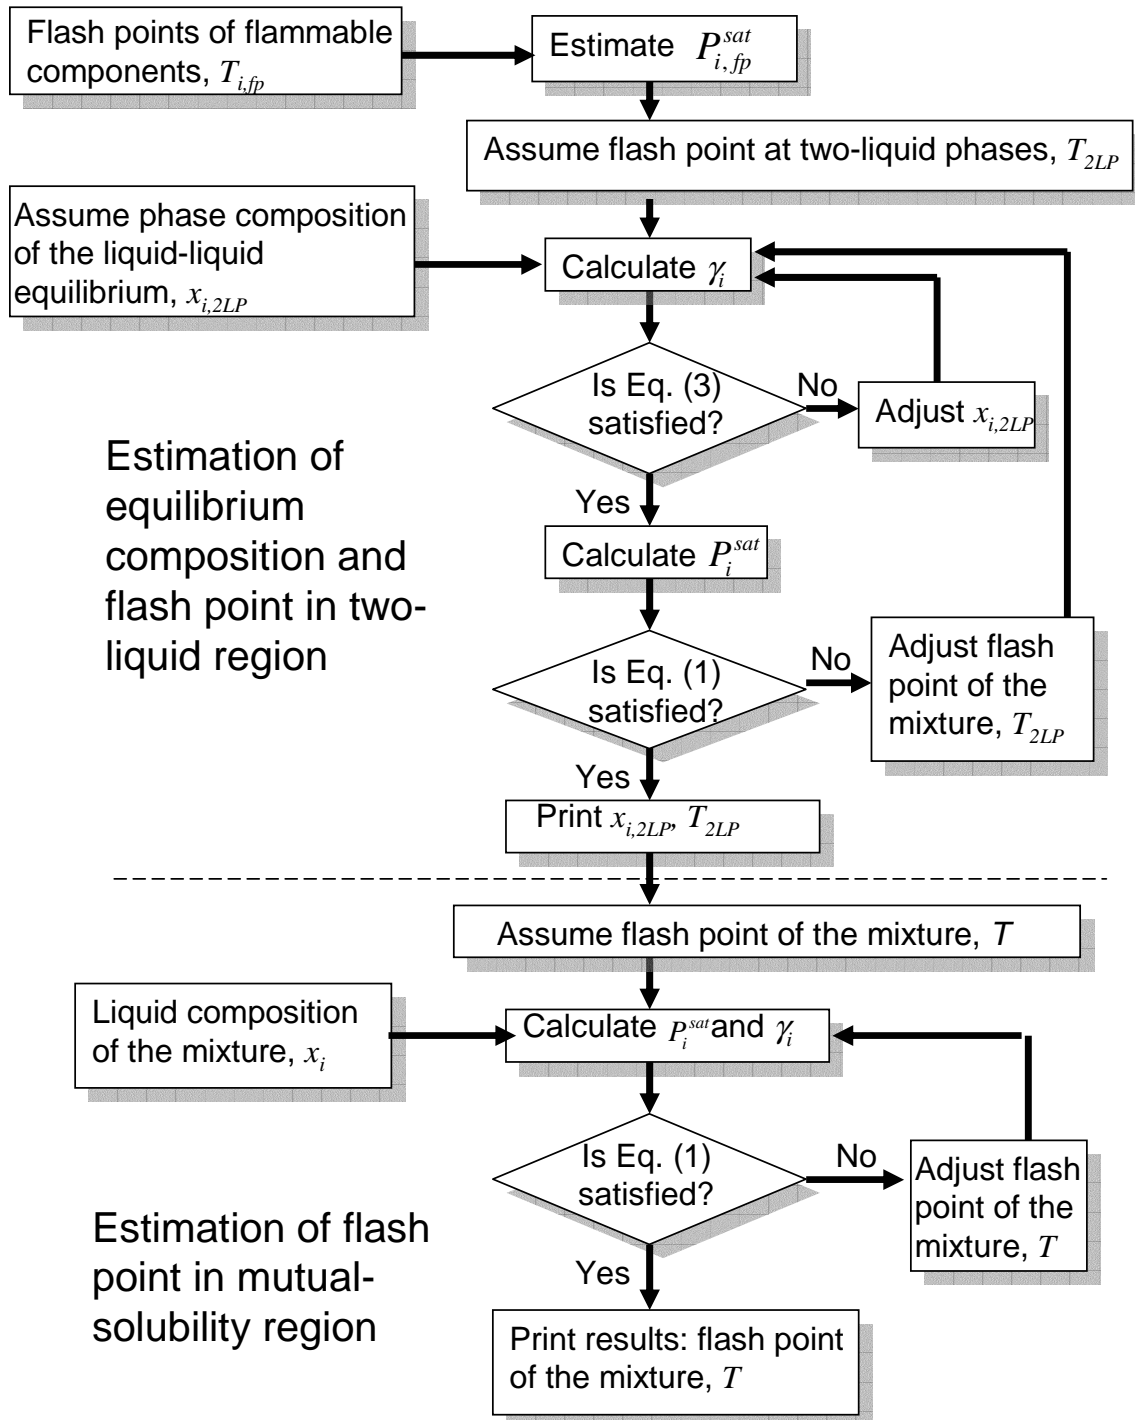 Flash points of flammable
components, T_{i,fp}
Estimate P_{i,fp}^{sat}
Assume flash point at two-liquid phases, T_{2LP}
Assume phase composition
of the liquid-liquid
equilibrium, x_{i,2LP}
Calculate γ_i
Is Eq. (3)
satisfied?
No
Adjust x_{i,2LP}
Yes
Estimation of
equilibrium
composition and
flash point in two-
liquid region
Calculate P_i^{sat}
Is Eq. (1)
satisfied?
No
Adjust flash
point of the
mixture, T_{2LP}
Yes
Print x_{i,2LP}, T_{2LP}
Assume flash point of the mixture, T
Liquid composition
of the mixture, x_i
Calculate P_i^{sat} and γ_i
Is Eq. (1)
satisfied?
No
Adjust flash
point of the
mixture, T
Estimation of flash
point in mutual-
solubility region
Yes
Print results: flash point
of the mixture, T